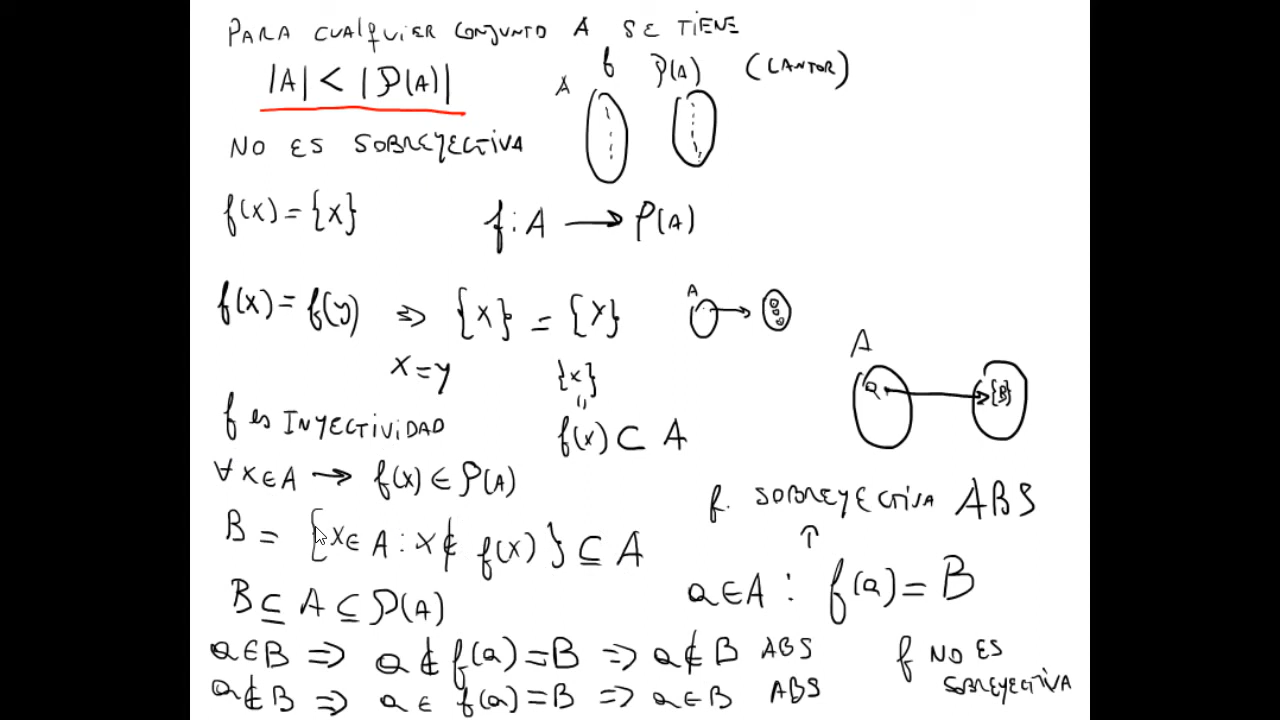 PARA CUALQUIER CONJUNTO A SE TIENE
|A| < |P(A)|
A f P(A) (CANTOR)
NO ES SOBREYECTIVA
f(x) = {x} f : A → P(A)
f(x) = f(y) ⇒ {x} = {y}
A
x = y {x}
A
a {B}
"
f es INYECTIVIDAD f(x) ⊂ A
∀ x ∈ A → f(x) ∈ P(A)
f. SOBREYECTIVA ABS
⇑
B = {x ∈ A : x ∉ f(x)} ⊆ A
a ∈ A : f(a) = B
B ⊆ A ⊆ P(A)
a ∈ B ⇒ a ∉ f(a) = B ⇒ a ∉ B ABS
f NO ES
SOBREYECTIVA
a ∉ B ⇒ a ∈ f(a) = B ⇒ a ∈ B ABS